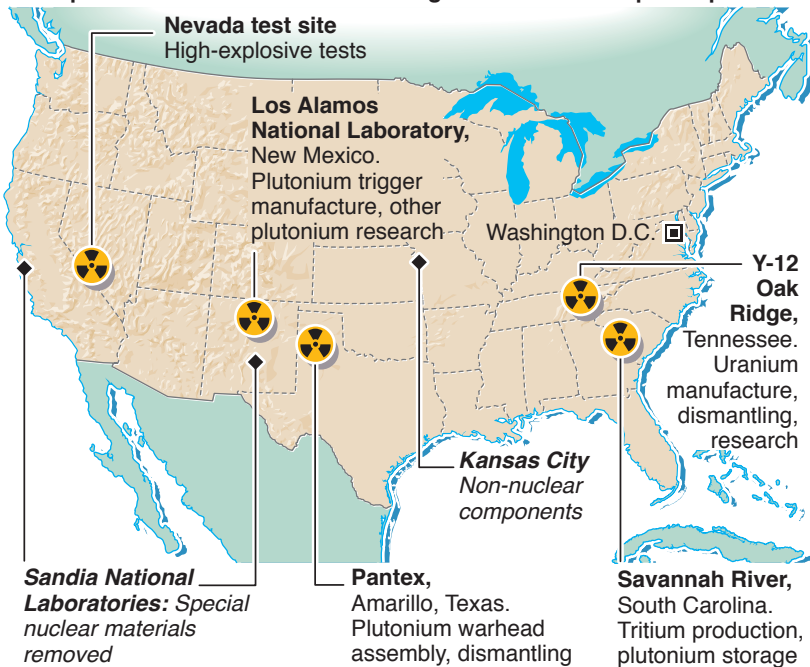 Nevada test site
High-explosive tests
Los Alamos
National Laboratory,
New Mexico.
Plutonium trigger
manufacture, other
plutonium research
Washington D.C.
Y-12
Oak
Ridge,
Tennessee.
Uranium
manufacture,
dismantling,
research
Kansas City
Non-nuclear
components
Sandia National
Laboratories: Special
nuclear materials
removed
Pantex,
Amarillo, Texas.
Plutonium warhead
assembly, dismantling
Savannah River,
South Carolina.
Tritium production,
plutonium storage